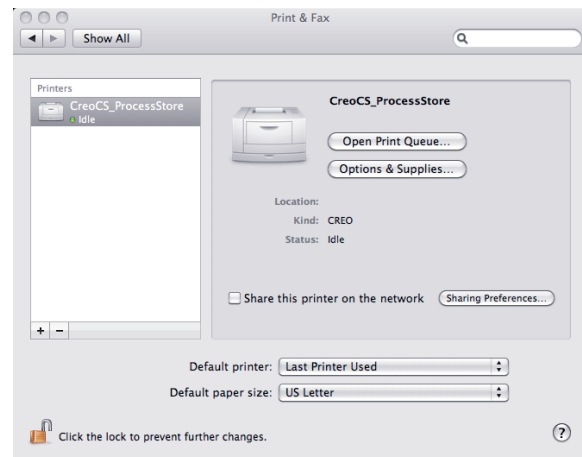 Print & Fax
Show All
Printers
CreoCS_ProcessStore
Idle
CreoCS_ProcessStore
Open Print Queue...
Options & Supplies...
Location:
Kind: CREO
Status: Idle
Share this printer on the network Sharing Preferences...
+ −
Default printer: Last Printer Used
Default paper size: US Letter
Click the lock to prevent further changes. ?